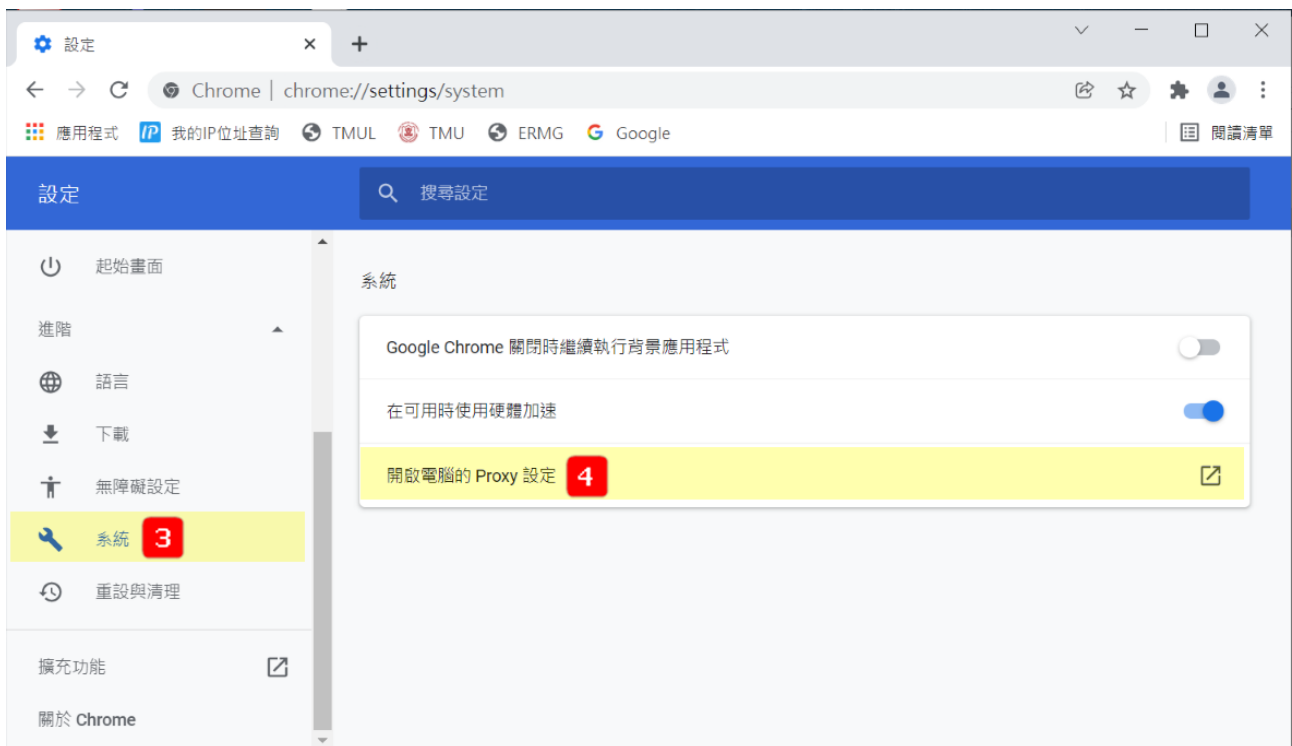 設定
Chrome | chrome://settings/system
應用程式 IP 我的IP位址查詢 TMUL TMU ERMG G Google 閱讀清單
設定 搜尋設定
起始畫面
系統
進階
Google Chrome 關閉時繼續執行背景應用程式
語言
在可用時使用硬體加速
下載
開啟電腦的 Proxy 設定 4
無障礙設定
系統 3
重設與清理
擴充功能
關於 Chrome